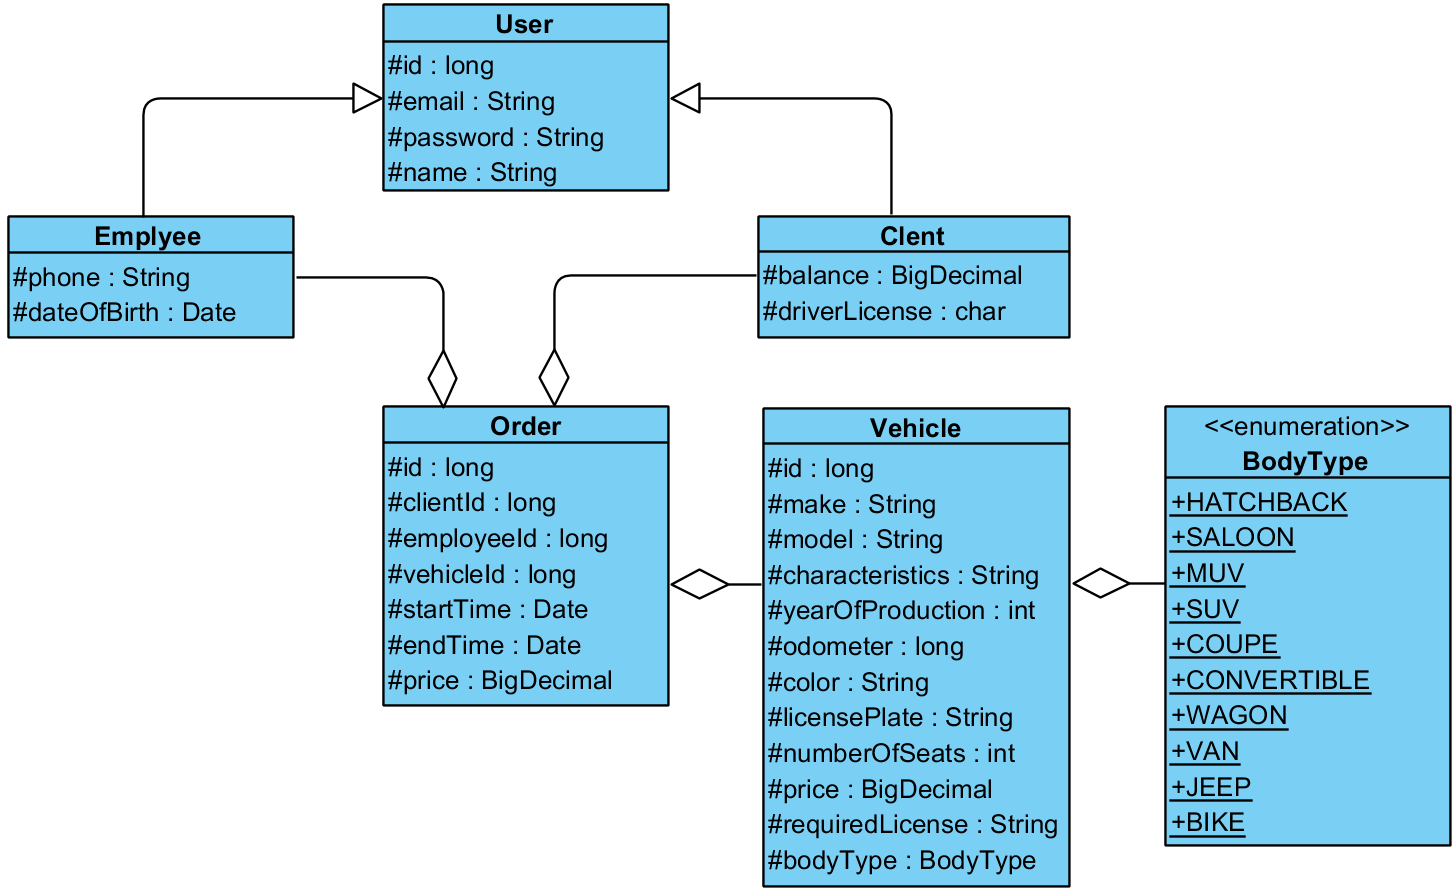 User
#id : long
#email : String
#password : String
#name : String
Emplyee
#phone : String
#dateOfBirth : Date
Clent
#balance : BigDecimal
#driverLicense : char
Order
#id : long
#clientId : long
#employeeId : long
#vehicleId : long
#startTime : Date
#endTime : Date
#price : BigDecimal
Vehicle
#id : long
#make : String
#model : String
#characteristics : String
#yearOfProduction : int
#odometer : long
#color : String
#licensePlate : String
#numberOfSeats : int
#price : BigDecimal
#requiredLicense : String
#bodyType : BodyType
<<enumeration>>
BodyType
+HATCHBACK
+SALOON
+MUV
+SUV
+COUPE
+CONVERTIBLE
+WAGON
+VAN
+JEEP
+BIKE